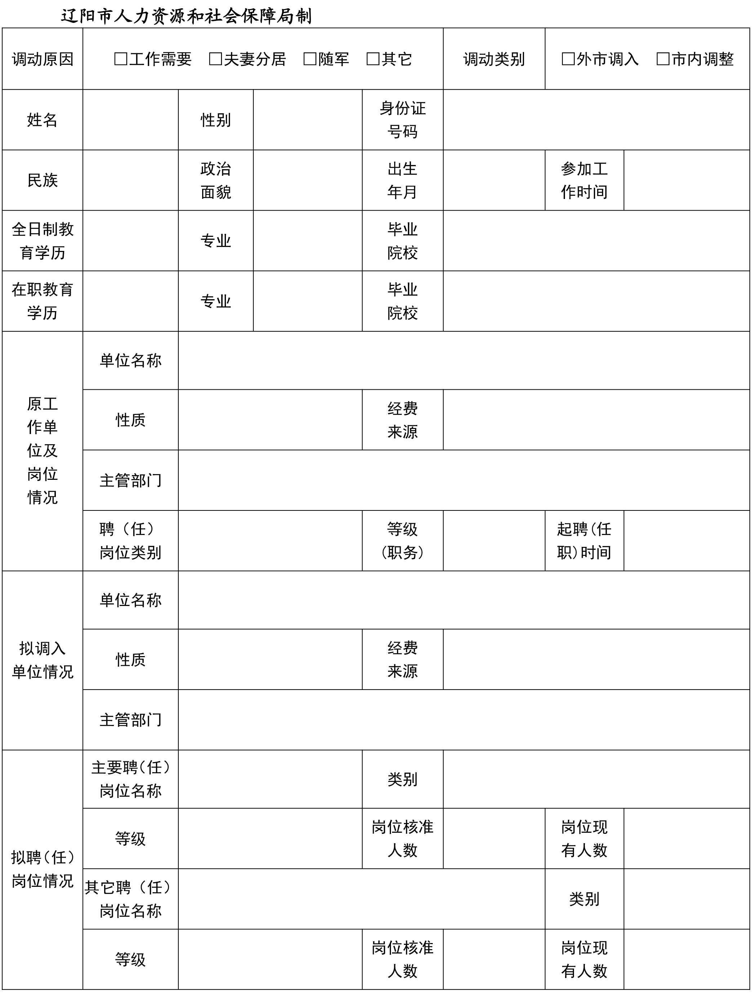 辽阳市人力资源和社会保障局制
调动原因
□工作需要 □夫妻分居 □随军 □其它
调动类别
□外市调入 □市内调整
姓名
性别
身份证
号码
民族
政治
面貌
出生
年月
参加工
作时间
全日制教
育学历
专业
毕业
院校
在职教育
学历
专业
毕业
院校
原工
作单
位及
岗位
情况
单位名称
性质
经费
来源
主管部门
聘（任）
岗位类别
等级
（职务）
起聘（任
职）时间
拟调入
单位情况
单位名称
性质
经费
来源
主管部门
拟聘（任）
岗位情况
主要聘（任）
岗位名称
类别
等级
岗位核准
人数
岗位现
有人数
其它聘（任）
岗位名称
类别
等级
岗位核准
人数
岗位现
有人数